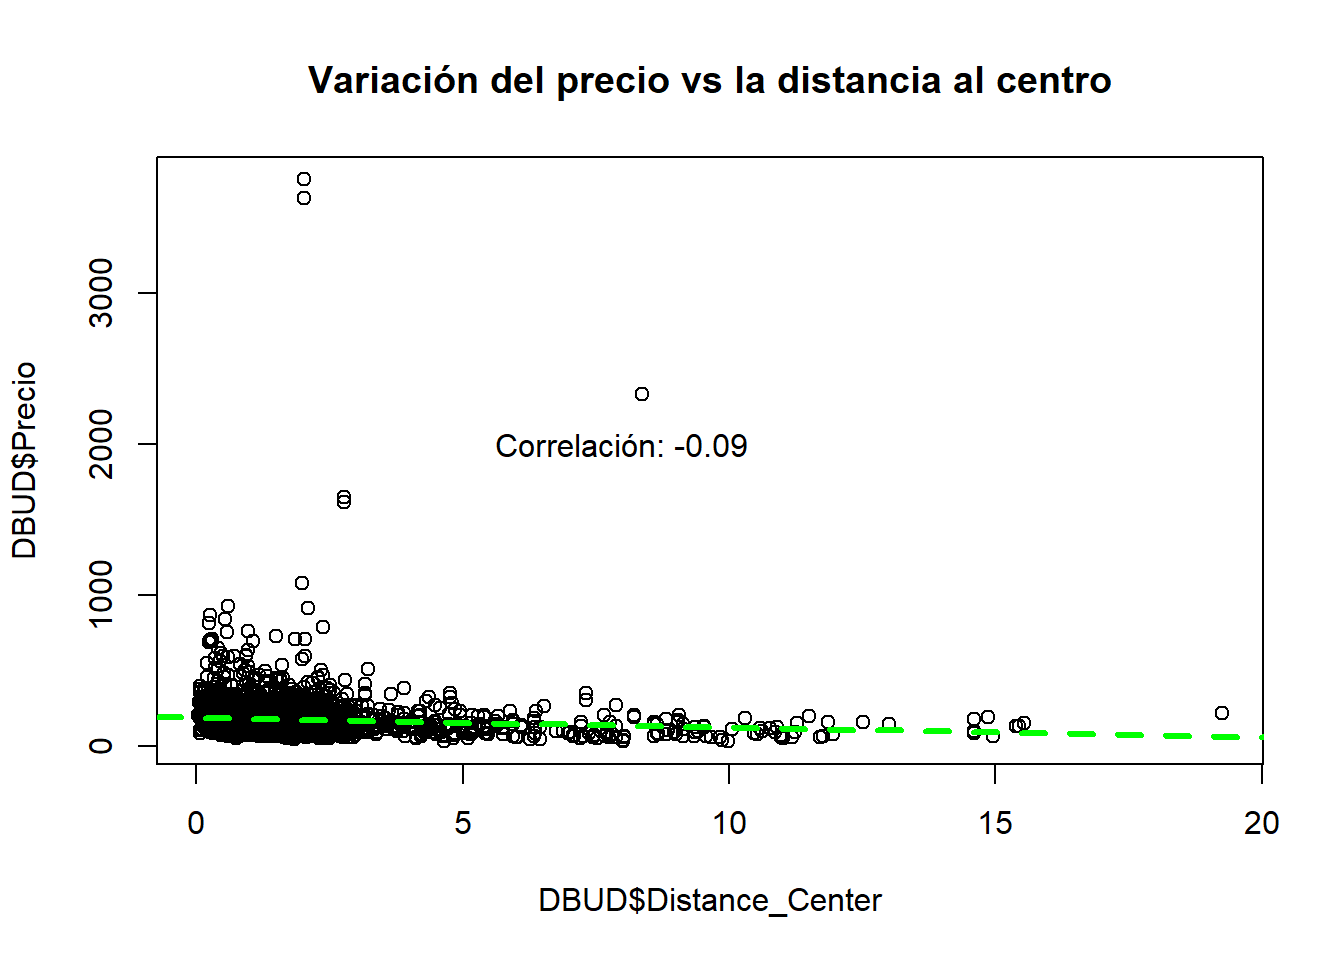 Variación del precio vs la distancia al centro
DBUD$Precio
3000
2000
1000
0
Correlación: -0.09
0 5 10 15 20
DBUD$Distance_Center